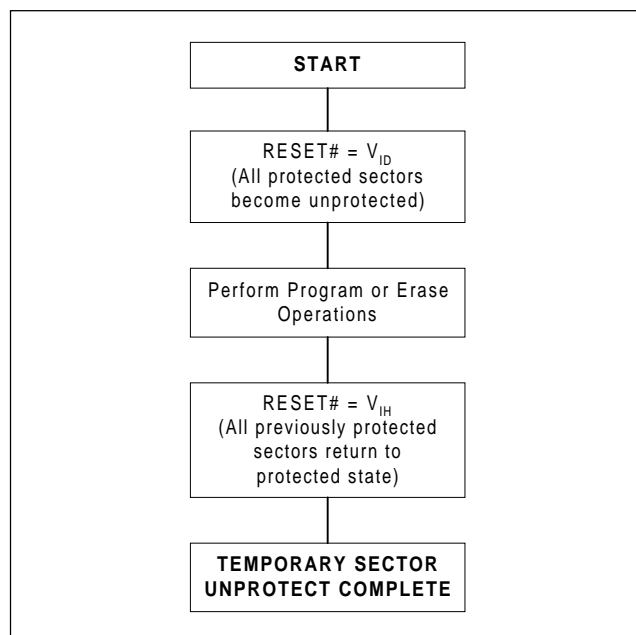 START
RESET# = V_ID
(All protected sectors
become unprotected)
Perform Program or Erase
Operations
RESET# = V_IH
(All previously protected
sectors return to
protected state)
TEMPORARY SECTOR
UNPROTECT COMPLETE